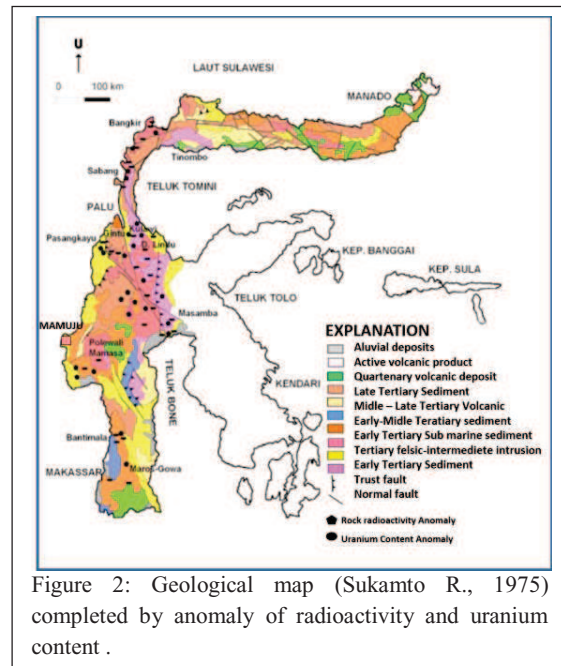 U
0 100 km
LAUT SULAWESI
MANADO
Bangkir
Tinombo
Sabang
TELUK TOMINI
PALU
Pasangkayu
Gintu
Kulawi
D. Lindu
KEP. BANGGAI
KEP. SULA
TELUK TOLO
Masamba
MAMUJU
Polewali
Mamasa
TELUK BONE
KENDARI
Bantimala
MAKASSAR
Maros-Gowa
EXPLANATION
Aluvial deposits
Active volcanic product
Quartenary volcanic deposit
Late Tertiary Sediment
Midle – Late Tertiary Volcanic
Early-Midle Teratiary sediment
Early Tertiary Sub marine sediment
Tertiary felsic-intermediete intrusion
Early Tertiary Sediment
Trust fault
Normal fault
Rock radioactivity Anomaly
Uranium Content Anomaly
Figure 2: Geological map (Sukamto R., 1975)
completed by anomaly of radioactivity and uranium
content .